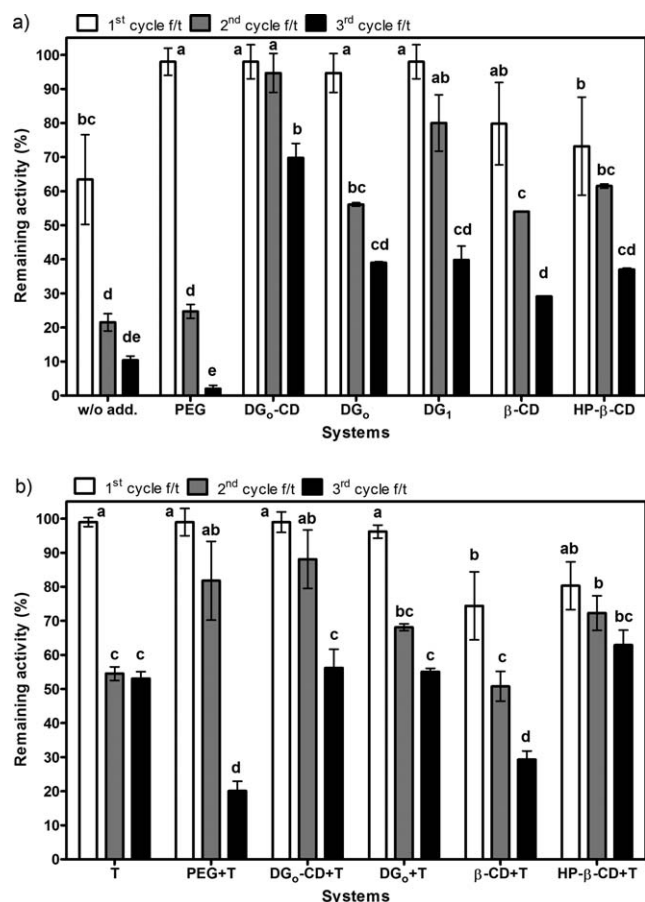 a)
1st cycle f/t 2nd cycle f/t 3rd cycle f/t
Remaining activity (%)
100
90
80
70
60
50
40
30
20
10
0
bc d de
a d e
a a b
a bc cd
a ab cd
ab c d
b bc cd
w/o add. PEG DGo-CD DGo DG1 β-CD HP-β-CD
Systems
b)
1st cycle f/t 2nd cycle f/t 3rd cycle f/t
Remaining activity (%)
100
90
80
70
60
50
40
30
20
10
0
a c c
a ab d
a ab c
a bc c
b c d
ab b bc
T PEG+T DGo-CD+T DGo+T β-CD+T HP-β-CD+T
Systems